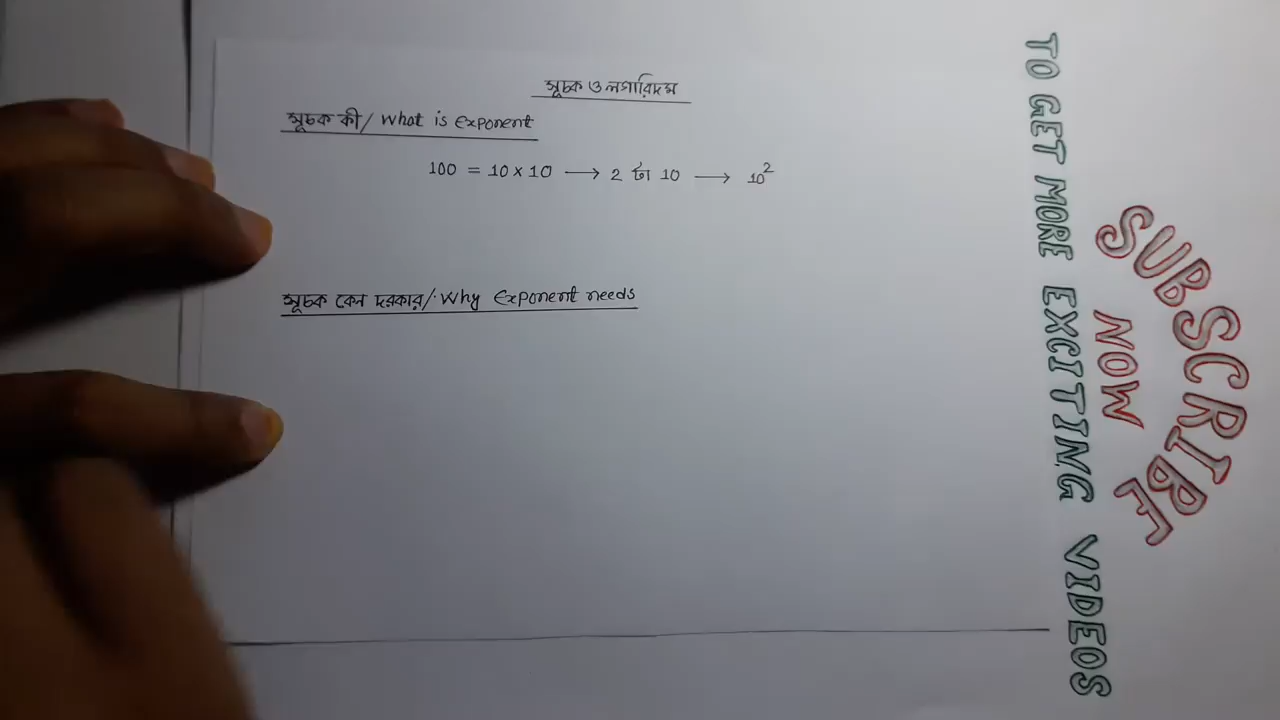 সূচক ও লগারিদম
সূচক কী / What is Exponent
100 = 10 × 10 ⟶ 2 টা 10 ⟶ 10²
সূচক কেন দরকার /. Why Exponent needs
TO GET MORE EXCITING VIDEOS
SUBSCRIBE
NOW